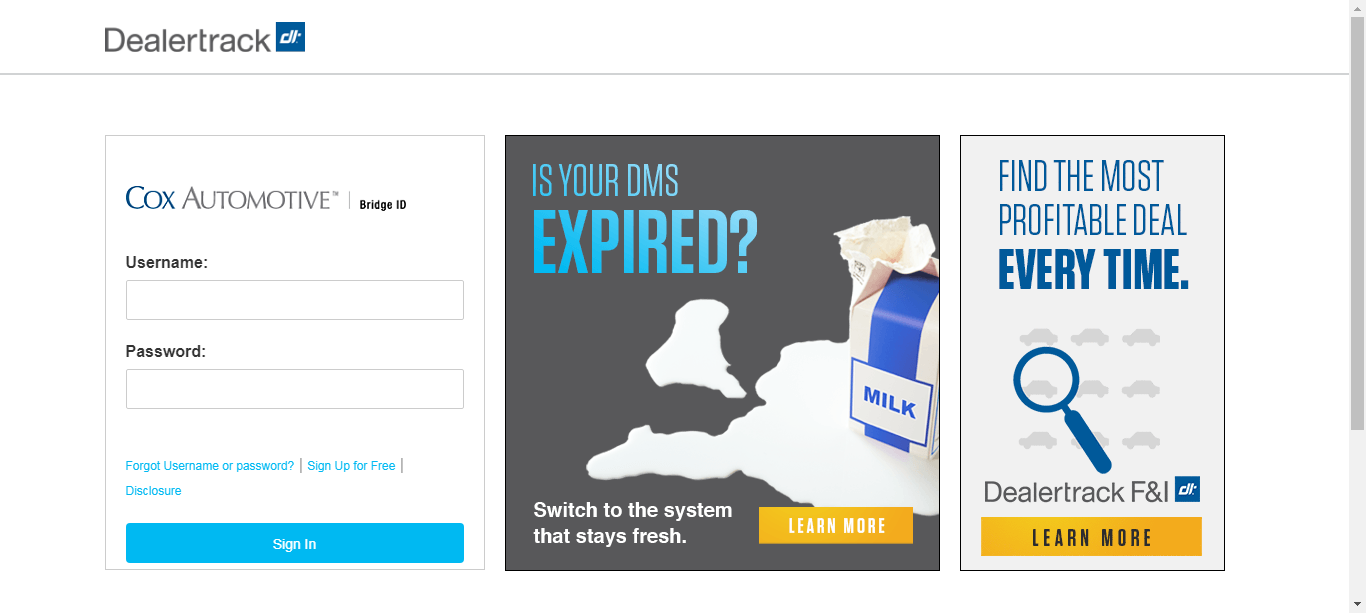 Dealertrack dt
COX AUTOMOTIVE™ | Bridge ID
Username:
Password:
Forgot Username or password? | Sign Up for Free |
Disclosure
Sign In
IS YOUR DMS
EXPIRED?
MILK
Switch to the system
that stays fresh.
LEARN MORE
FIND THE MOST
PROFITABLE DEAL
EVERY TIME.
Dealertrack F&I dt
LEARN MORE